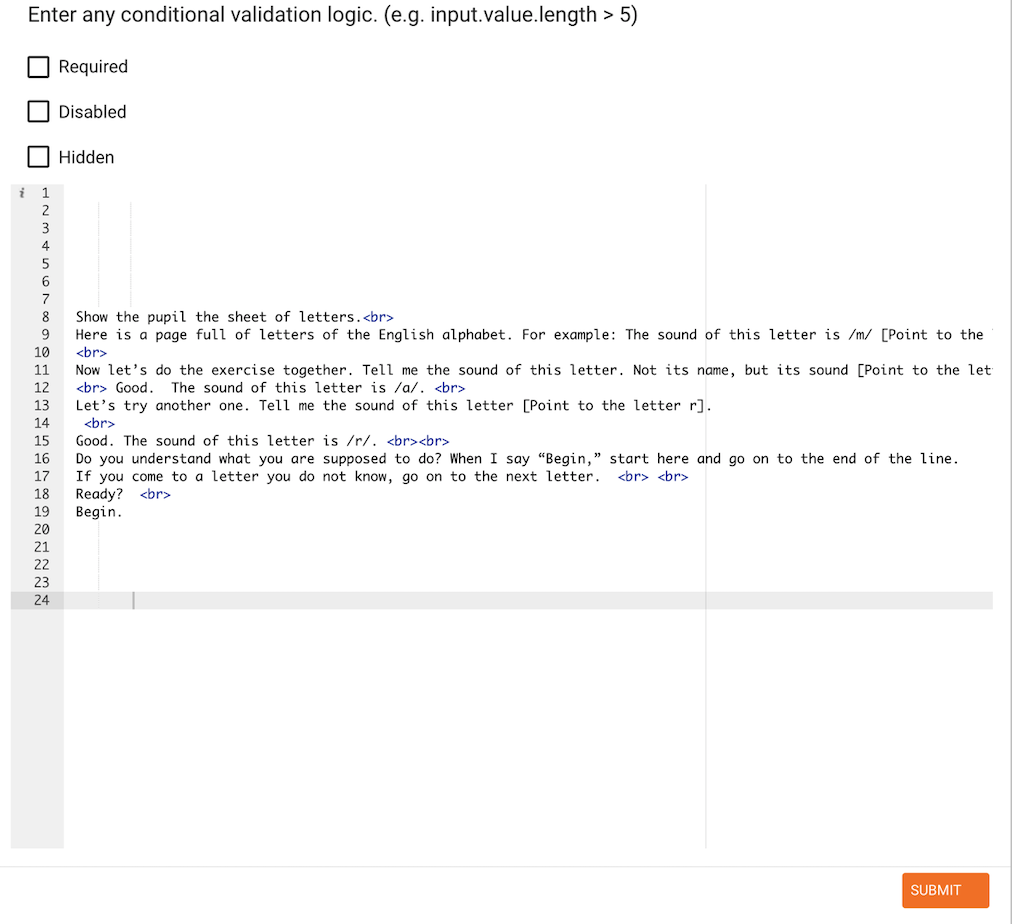 Enter any conditional validation logic. (e.g. input.value.length > 5)
Required
Disabled
Hidden
i 1
2
3
4
5
6
7
8 Show the pupil the sheet of letters.<br>
9 Here is a page full of letters of the English alphabet. For example: The sound of this letter is /m/ [Point to the
10 <br>
11 Now let’s do the exercise together. Tell me the sound of this letter. Not its name, but its sound [Point to the let
12 <br> Good.  The sound of this letter is /a/. <br>
13 Let’s try another one. Tell me the sound of this letter [Point to the letter r].
14 <br>
15 Good. The sound of this letter is /r/. <br><br>
16 Do you understand what you are supposed to do? When I say “Begin,” start here and go on to the end of the line.
17 If you come to a letter you do not know, go on to the next letter.  <br> <br>
18 Ready?  <br>
19 Begin.
20
21
22
23
24
SUBMIT